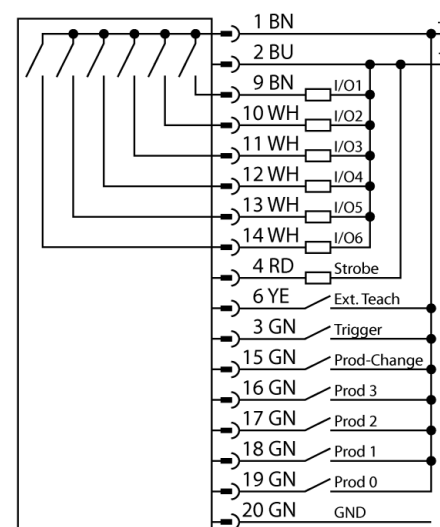 1 BN
2 BU
9 BN I/O1
10 WH I/O2
11 WH I/O3
12 WH I/O4
13 WH I/O5
14 WH I/O6
4 RD Strobe
6 YE Ext. Teach
3 GN Trigger
15 GN Prod-Change
16 GN Prod 3
17 GN Prod 2
18 GN Prod 1
19 GN Prod 0
20 GN GND